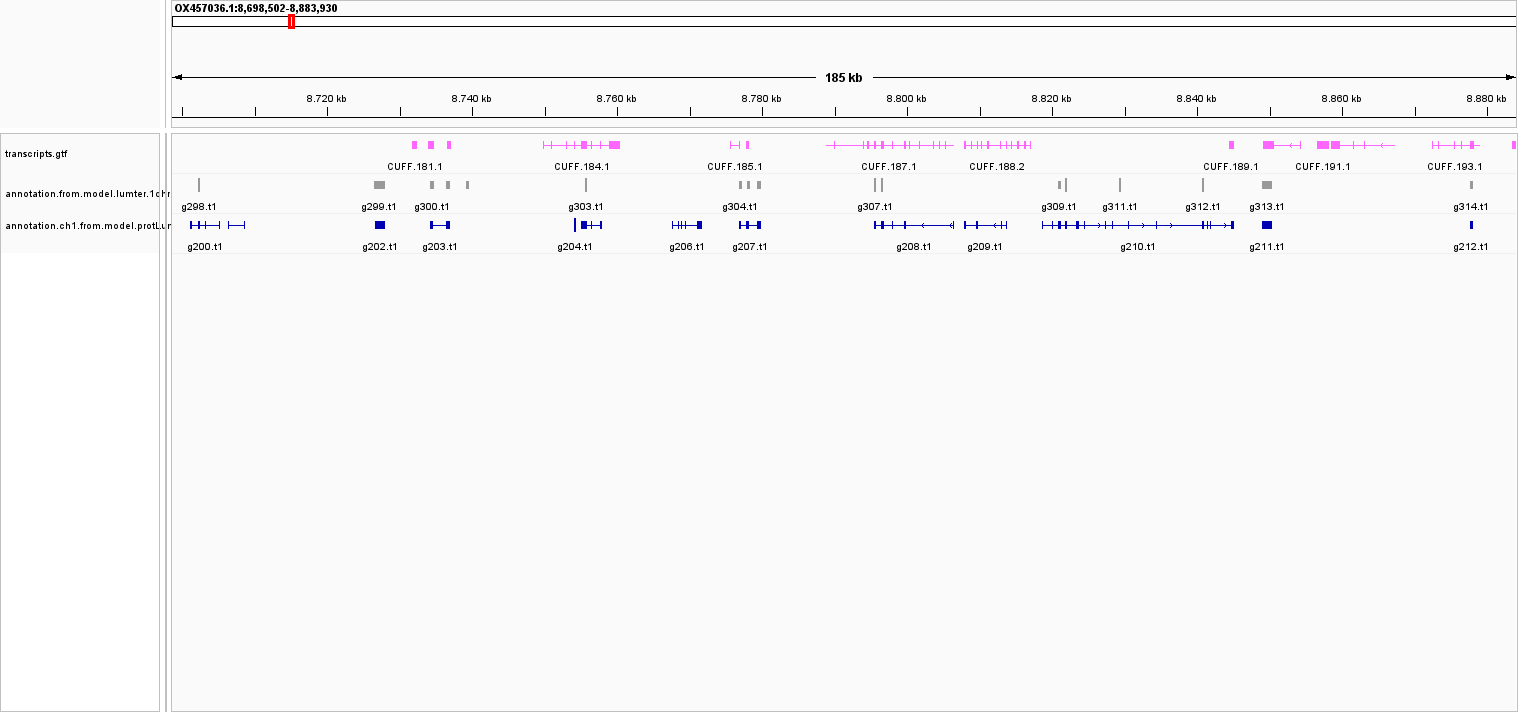 OX457036.1:8,698,502-8,883,930
185 kb
8.720 kb 8.740 kb 8.760 kb 8.780 kb 8.800 kb 8.820 kb 8.840 kb 8.860 kb 8.880 kb
transcripts.gtf
CUFF.181.1 CUFF.184.1 CUFF.185.1 CUFF.187.1 CUFF.188.2 CUFF.189.1 CUFF.191.1 CUFF.193.1
annotation.from.model.lumter.1chr
g298.t1 g299.t1 g300.t1 g303.t1 g304.t1 g307.t1 g309.t1 g311.t1 g312.t1 g313.t1 g314.t1
annotation.ch1.from.model.protLur
g200.t1 g202.t1 g203.t1 g204.t1 g206.t1 g207.t1 g208.t1 g209.t1 g210.t1 g211.t1 g212.t1